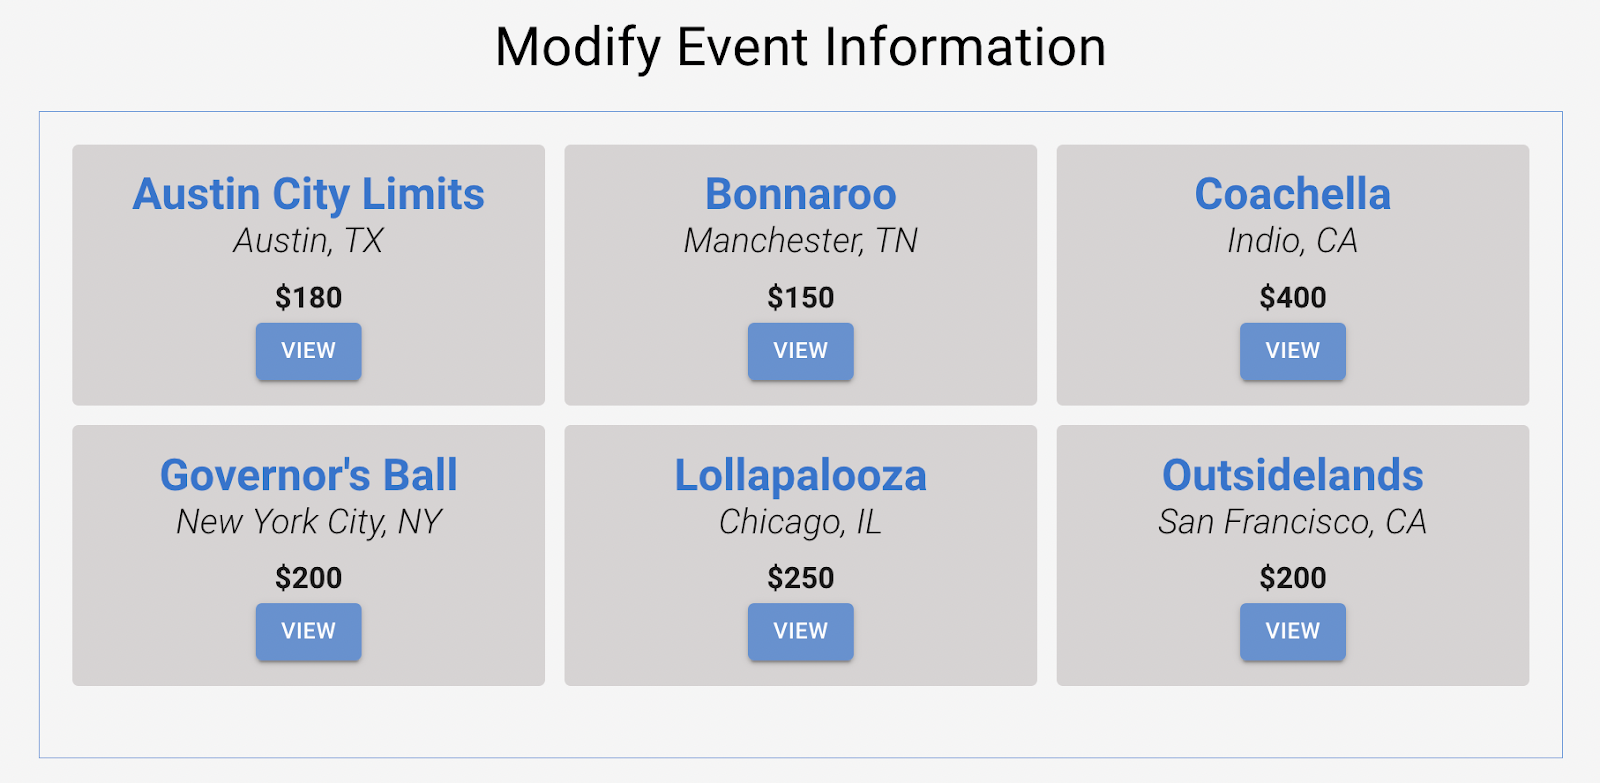 Modify Event Information
Austin City Limits
Austin, TX
$180
VIEW
Bonnaroo
Manchester, TN
$150
VIEW
Coachella
Indio, CA
$400
VIEW
Governor's Ball
New York City, NY
$200
VIEW
Lollapalooza
Chicago, IL
$250
VIEW
Outsidelands
San Francisco, CA
$200
VIEW